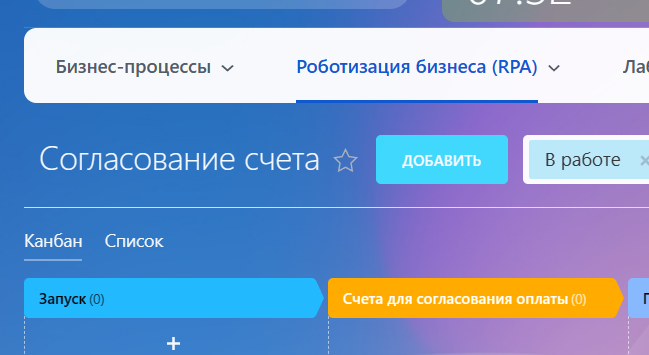 Бизнес-процессы
Роботизация бизнеса (RPA)
Согласование счета
ДОБАВИТЬ
В работе ×
Канбан
Список
Запуск (0)
Счета для согласования оплаты (0)
+